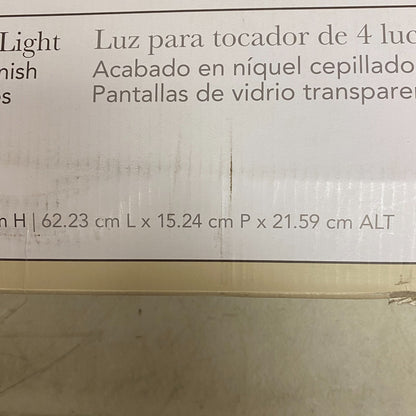 Light Luz para tocador de 4 luc
nish Acabado en níquel cepillado
s Pantallas de vidrio transparen
n H | 62.23 cm L x 15.24 cm P x 21.59 cm ALT